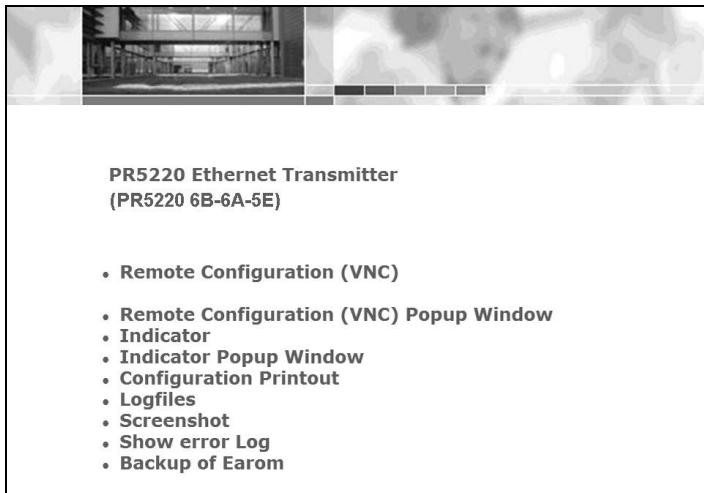 PR5220 Ethernet Transmitter
(PR5220 6B-6A-5E)
• Remote Configuration (VNC)
• Remote Configuration (VNC) Popup Window
• Indicator
• Indicator Popup Window
• Configuration Printout
• Logfiles
• Screenshot
• Show error Log
• Backup of Earom